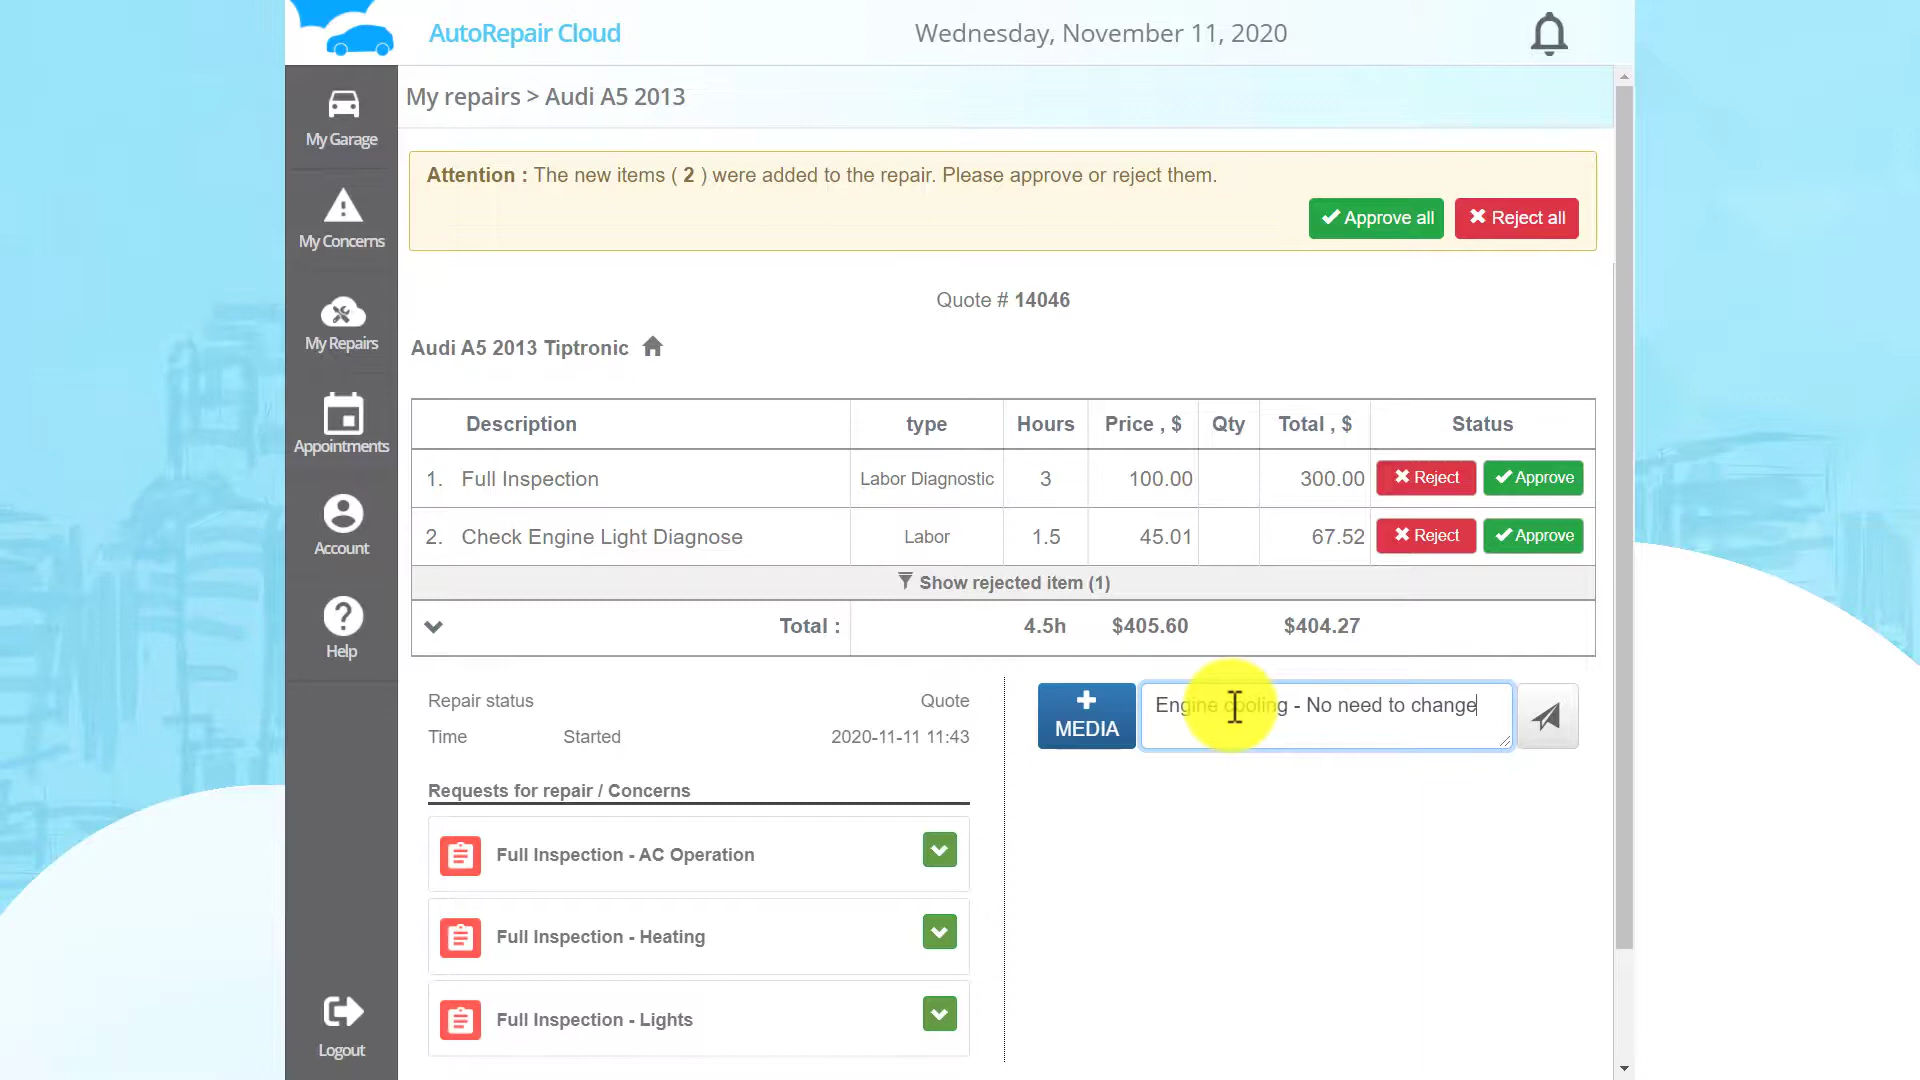 AutoRepair Cloud
Wednesday, November 11, 2020
My Garage
My Concerns
My Repairs
Appointments
Account
Help
Logout
My repairs > Audi A5 2013
Attention : The new items ( 2 ) were added to the repair. Please approve or reject them.
Approve all Reject all
Quote # 14046
Audi A5 2013 Tiptronic
Description type Hours Price , $ Qty Total , $ Status
1. Full Inspection Labor Diagnostic 3 100.00 300.00 Reject Approve
2. Check Engine Light Diagnose Labor 1.5 45.01 67.52 Reject Approve
Show rejected item (1)
Total : 4.5h $405.60 $404.27
Repair status Quote
Time Started 2020-11-11 11:43
Requests for repair / Concerns
Full Inspection - AC Operation
Full Inspection - Heating
Full Inspection - Lights
MEDIA
Engine cooling - No need to change